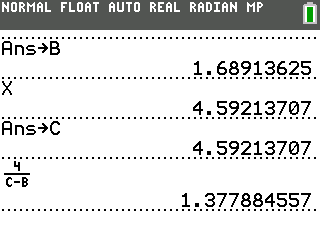 NORMAL FLOAT AUTO REAL RADIAN MP
Ans→B
1.68913625
X
4.59213707
Ans→C
4.59213707
4
C-B
1.377884557